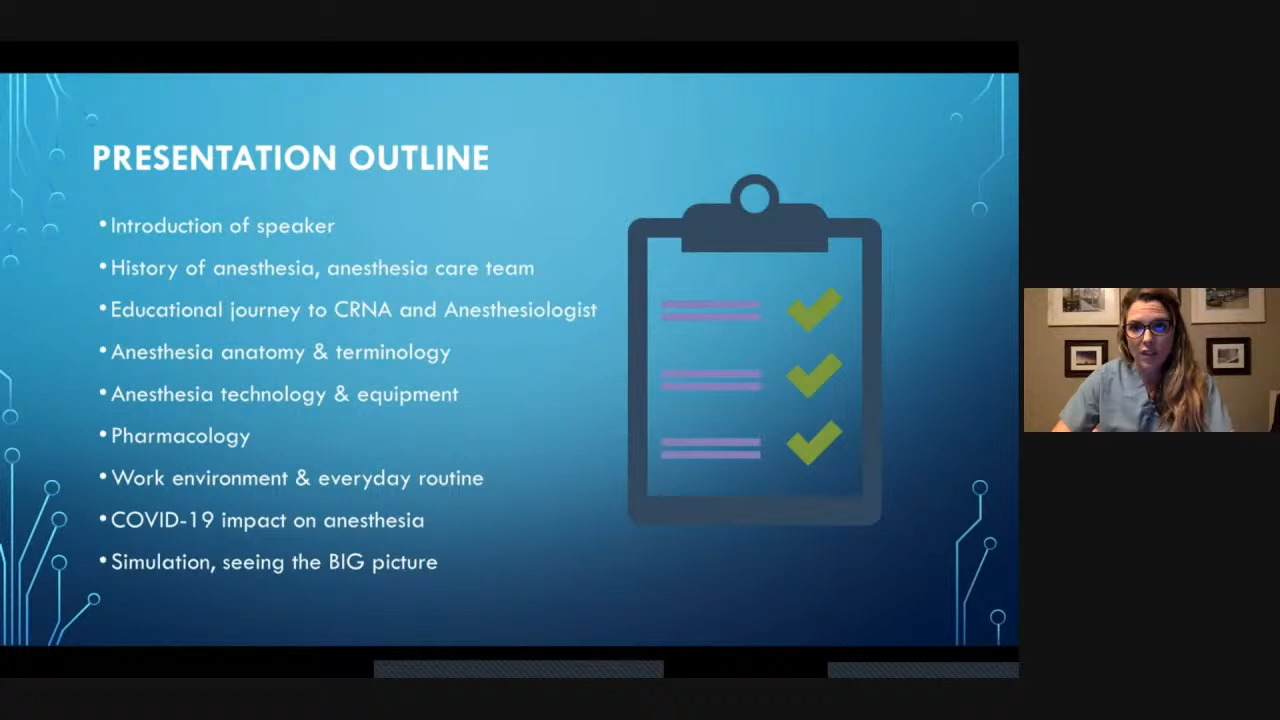 PRESENTATION OUTLINE
•Introduction of speaker
•History of anesthesia, anesthesia care team
•Educational journey to CRNA and Anesthesiologist
•Anesthesia anatomy & terminology
•Anesthesia technology & equipment
•Pharmacology
•Work environment & everyday routine
•COVID-19 impact on anesthesia
•Simulation, seeing the BIG picture